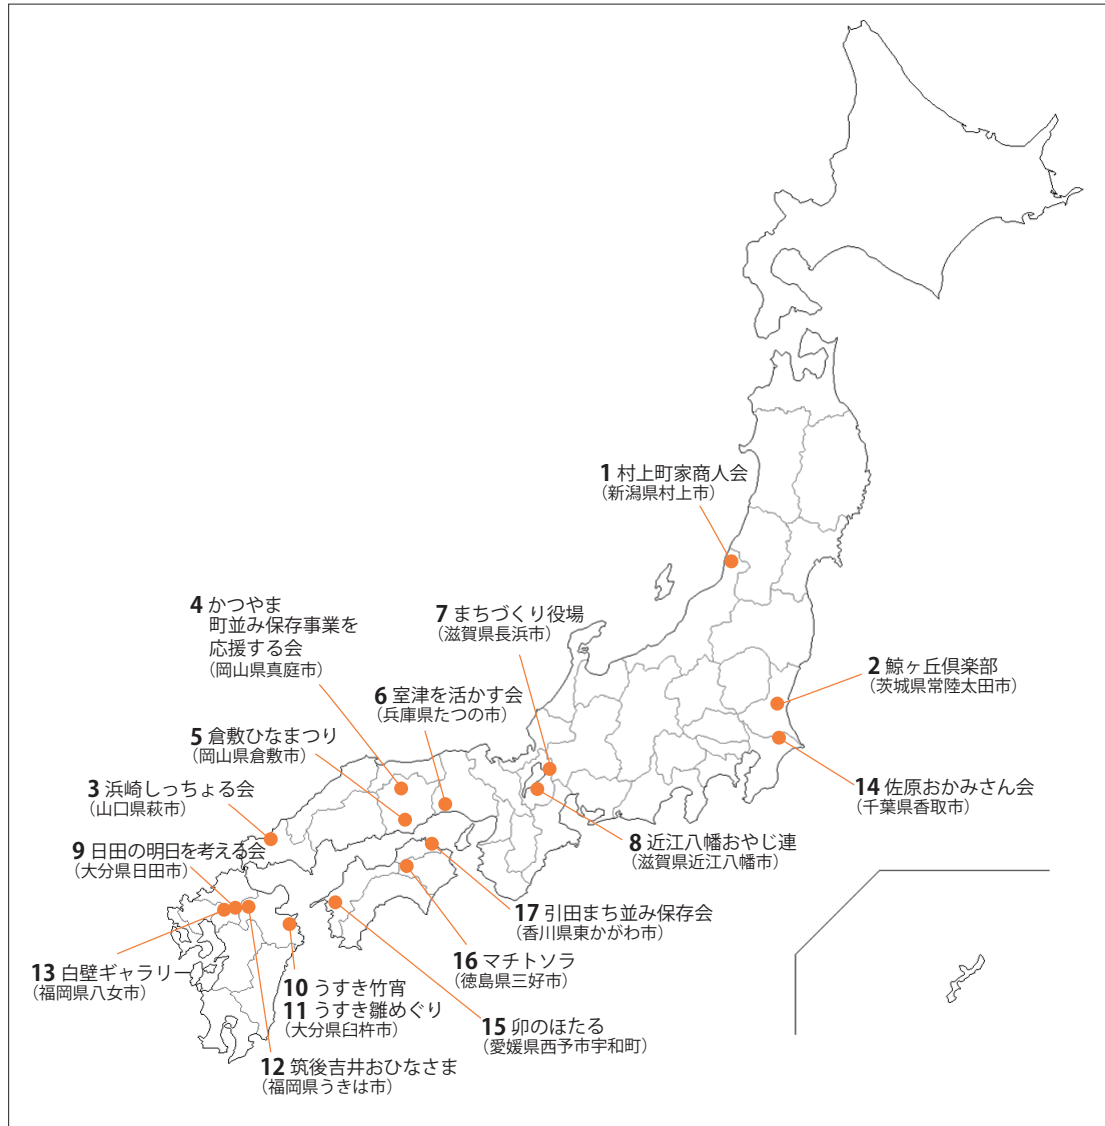 1 村上町家商人会
（新潟県村上市）
4 かつやま
町並み保存事業を
応援する会
（岡山県真庭市）
7 まちづくり役場
（滋賀県長浜市）
2 鯨ヶ丘倶楽部
（茨城県常陸太田市）
6 室津を活かす会
（兵庫県たつの市）
5 倉敷ひなまつり
（岡山県倉敷市）
3 浜崎しっちょる会
（山口県萩市）
14 佐原おかみさん会
（千葉県香取市）
8 近江八幡おやじ連
（滋賀県近江八幡市）
9 日田の明日を考える会
（大分県日田市）
17 引田まち並み保存会
（香川県東かがわ市）
16 マチトソラ
（徳島県三好市）
13 白壁ギャラリー
（福岡県八女市）
10 うすき竹宵
11 うすき雛めぐり
（大分県臼杵市）
15 卯のほたる
（愛媛県西予市宇和町）
12 筑後吉井おひなさま
（福岡県うきは市）